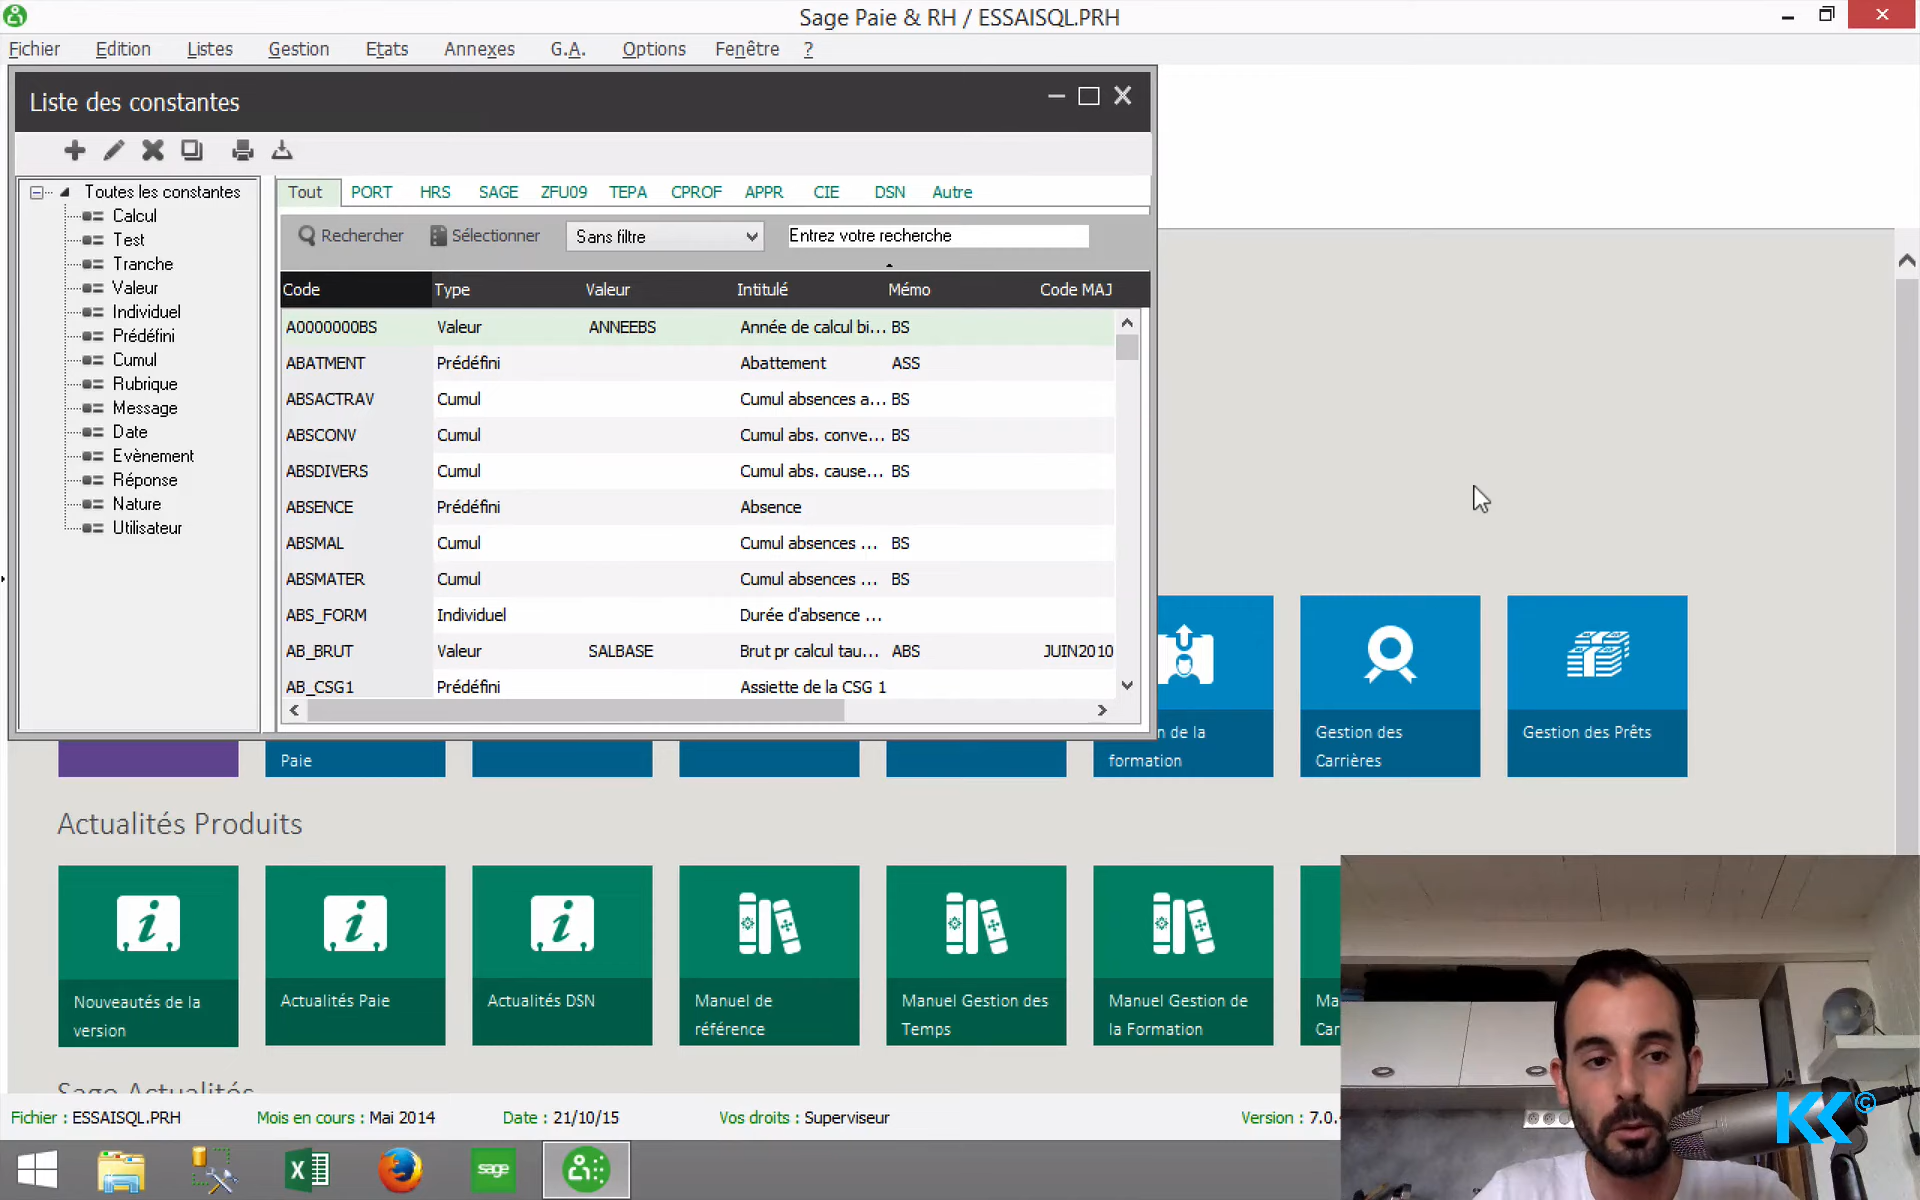 Sage Paie & RH / ESSAISQL.PRH
Fichier Edition Listes Gestion Etats Annexes G.A. Options Fenêtre ?
Liste des constantes
Toutes les constantes
Calcul
Test
Tranche
Valeur
Individuel
Prédéfini
Cumul
Rubrique
Message
Date
Evènement
Réponse
Nature
Utilisateur
Tout PORT HRS SAGE ZFU09 TEPA CPROF APPR CIE DSN Autre
Rechercher Sélectionner Sans filtre Entrez votre recherche
Code Type Valeur Intitulé Mémo Code MAJ
A0000000BS Valeur ANNEEBS Année de calcul bi... BS
ABATMENT Prédéfini Abattement ASS
ABSACTRAV Cumul Cumul absences a... BS
ABSCONV Cumul Cumul abs. conve... BS
ABSDIVERS Cumul Cumul abs. cause... BS
ABSENCE Prédéfini Absence
ABSMAL Cumul Cumul absences ... BS
ABSMATER Cumul Cumul absences ... BS
ABS_FORM Individuel Durée d'absence ...
AB_BRUT Valeur SALBASE Brut pr calcul tau... ABS JUIN2010
AB_CSG1 Prédéfini Assiette de la CSG 1
Paie
n de la
formation
Gestion des
Carrières
Gestion des Prêts
Actualités Produits
Nouveautés de la
version
Actualités Paie
Actualités DSN
Manuel de
référence
Manuel Gestion des
Temps
Manuel Gestion de
la Formation
Ma
Car
Sage Actualités
Fichier : ESSAISQL.PRH Mois en cours : Mai 2014 Date : 21/10/15 Vos droits : Superviseur Version : 7.0.
sage
KK©